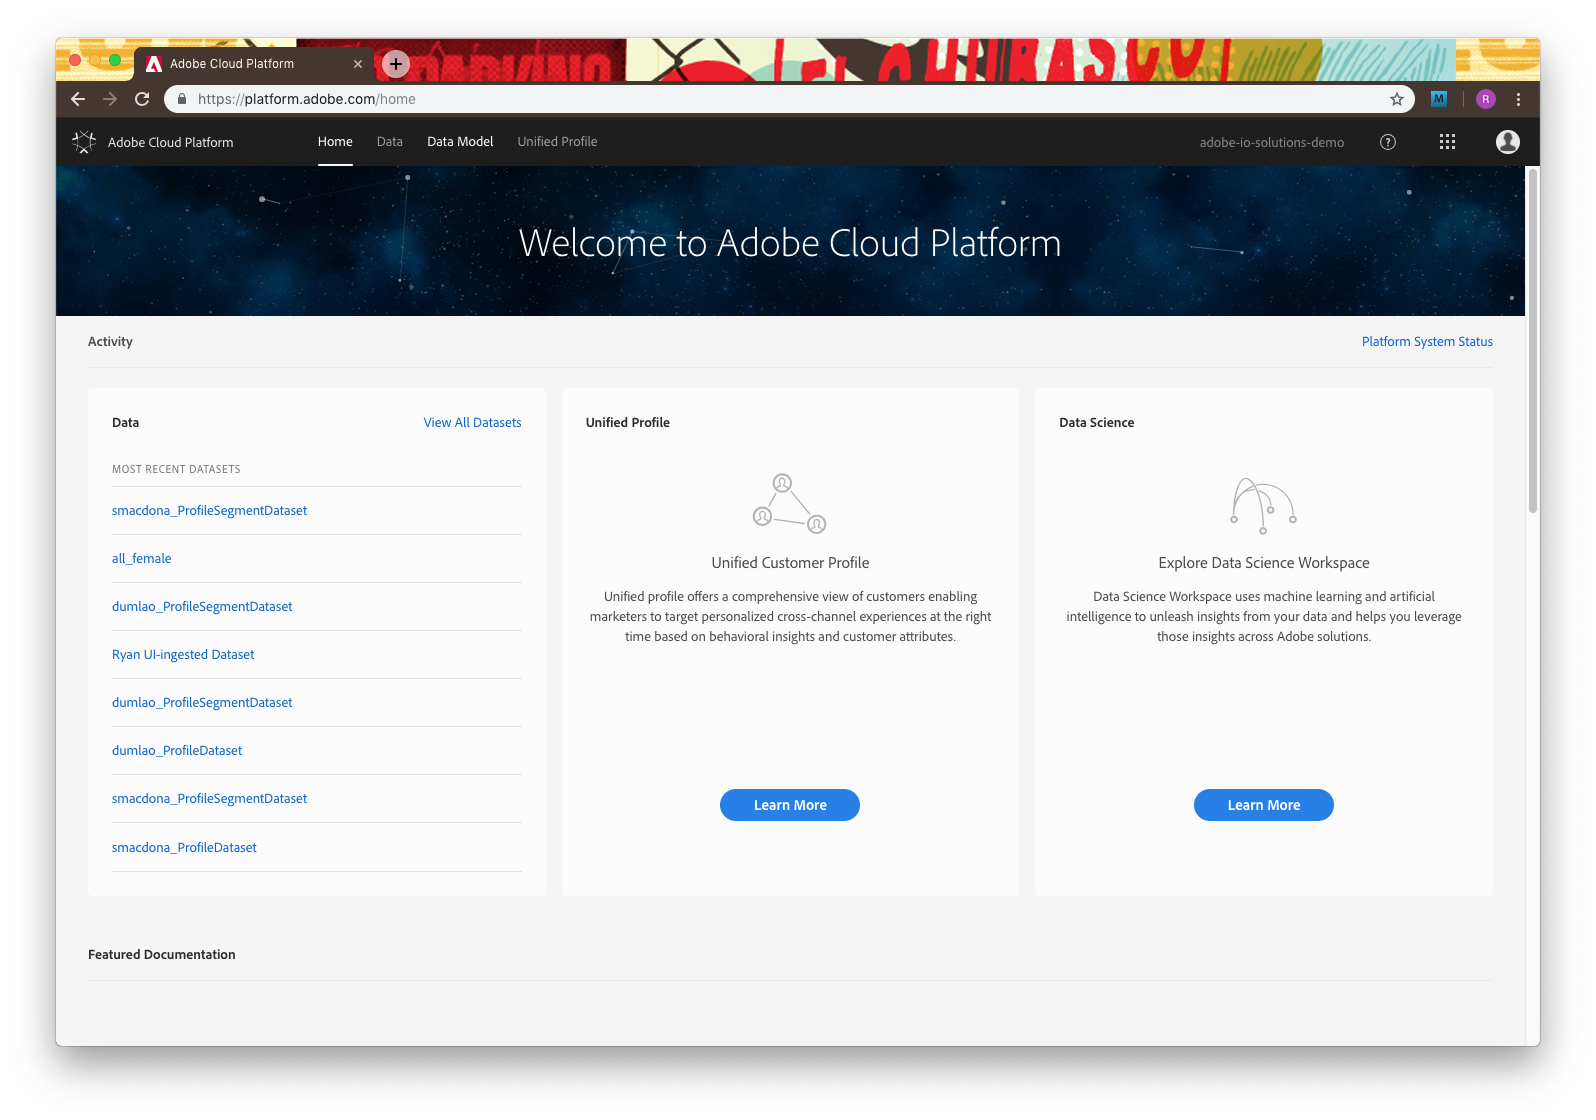 EL CHUBASCO
Adobe Cloud Platform
https://platform.adobe.com/home
M
R
Adobe Cloud Platform
Home
Data
Data Model
Unified Profile
adobe-io-solutions-demo
?
Welcome to Adobe Cloud Platform
Activity
Platform System Status
Data
View All Datasets
MOST RECENT DATASETS
smacdona_ProfileSegmentDataset
all_female
dumlao_ProfileSegmentDataset
Ryan UI-ingested Dataset
dumlao_ProfileSegmentDataset
dumlao_ProfileDataset
smacdona_ProfileSegmentDataset
smacdona_ProfileDataset
Unified Profile
Unified Customer Profile
Unified profile offers a comprehensive view of customers enabling
marketers to target personalized cross-channel experiences at the right
time based on behavioral insights and customer attributes.
Learn More
Data Science
Explore Data Science Workspace
Data Science Workspace uses machine learning and artificial
intelligence to unleash insights from your data and helps you leverage
those insights across Adobe solutions.
Learn More
Featured Documentation